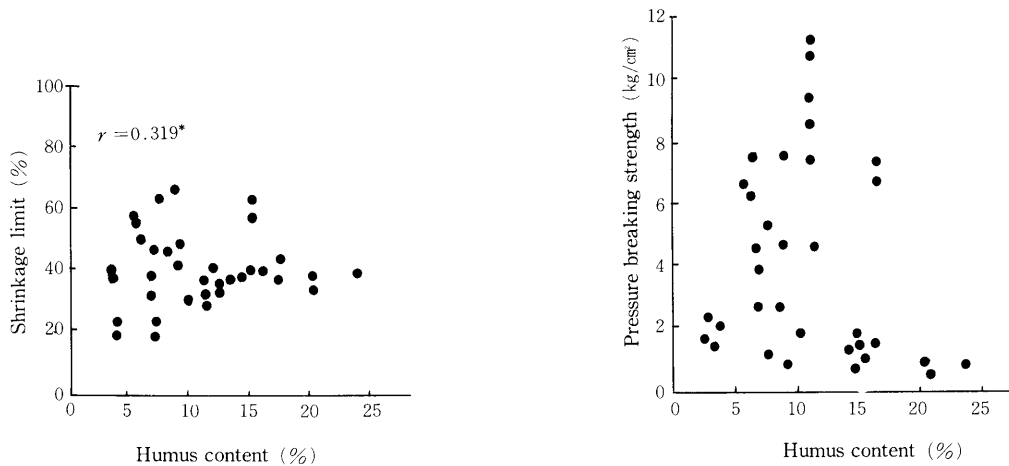 100
80
60
40
20
0
Shrinkage limit (%)
r =0.319*
0 5 10 15 20 25
Humus content (%)
12
10
8
6
4
2
0
Pressure breaking strength (kg/cm²)
0 5 10 15 20 25
Humus content (%)